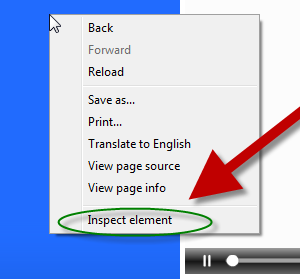 Back
Forward
Reload
Save as...
Print...
Translate to English
View page source
View page info
Inspect element